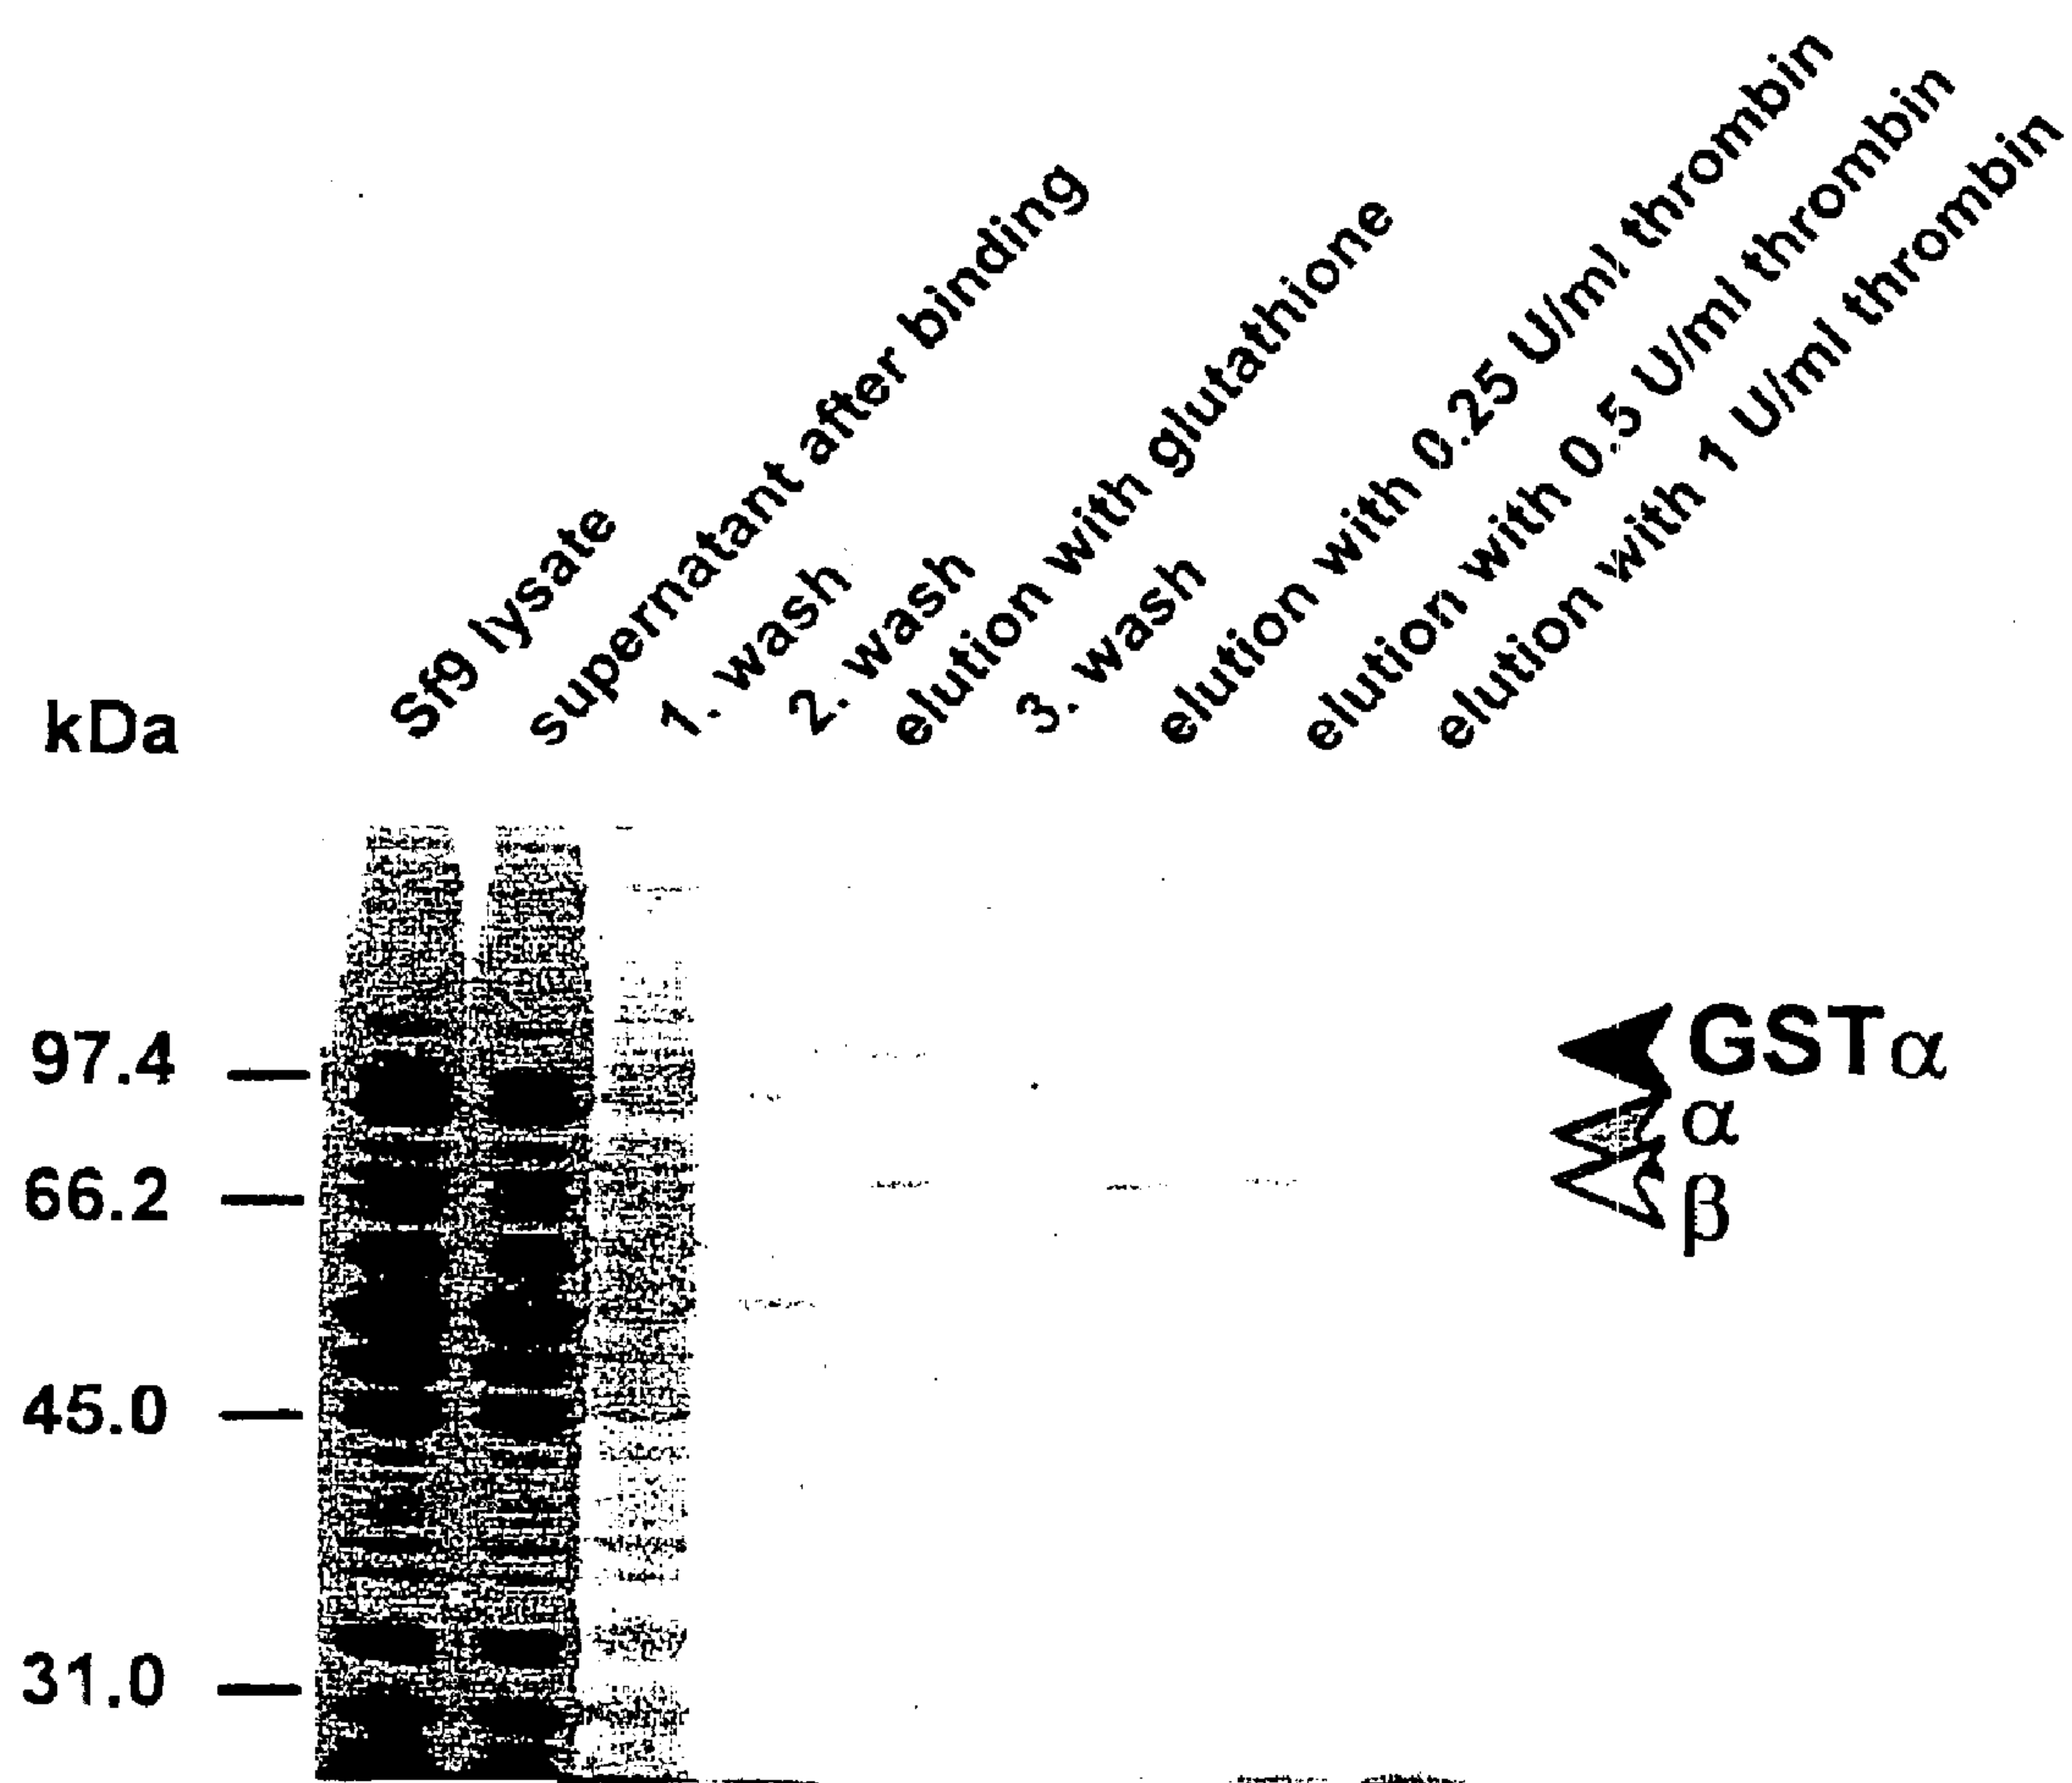 Sf9 lysate
supernatant after binding
1. wash
2. wash
elution with glutathione
3. wash
elution with 0.25 U/ml thrombin
elution with 0.5 U/ml thrombin
elution with 1 U/ml thrombin
kDa
97.4
66.2
45.0
31.0
GSTα
α
β